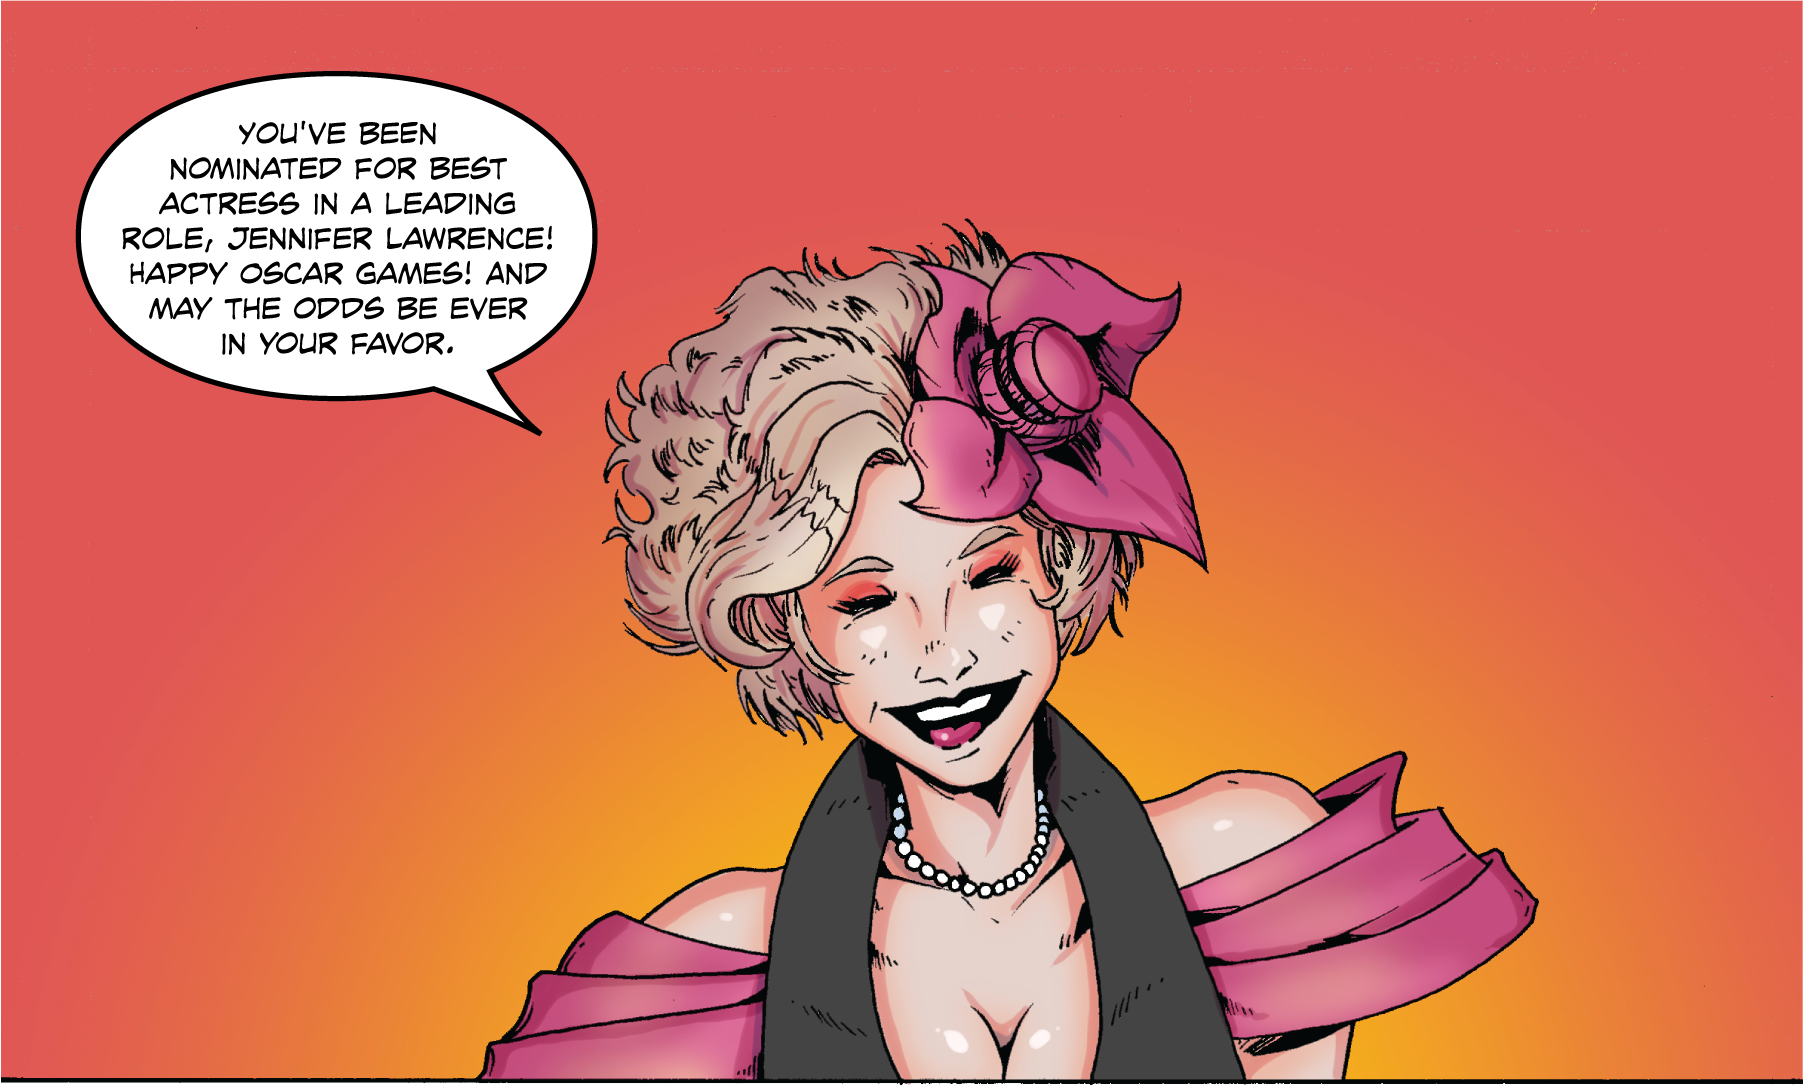 YOU'VE BEEN
NOMINATED FOR BEST
ACTRESS IN A LEADING
ROLE, JENNIFER LAWRENCE!
HAPPY OSCAR GAMES! AND
MAY THE ODDS BE EVER
IN YOUR FAVOR.